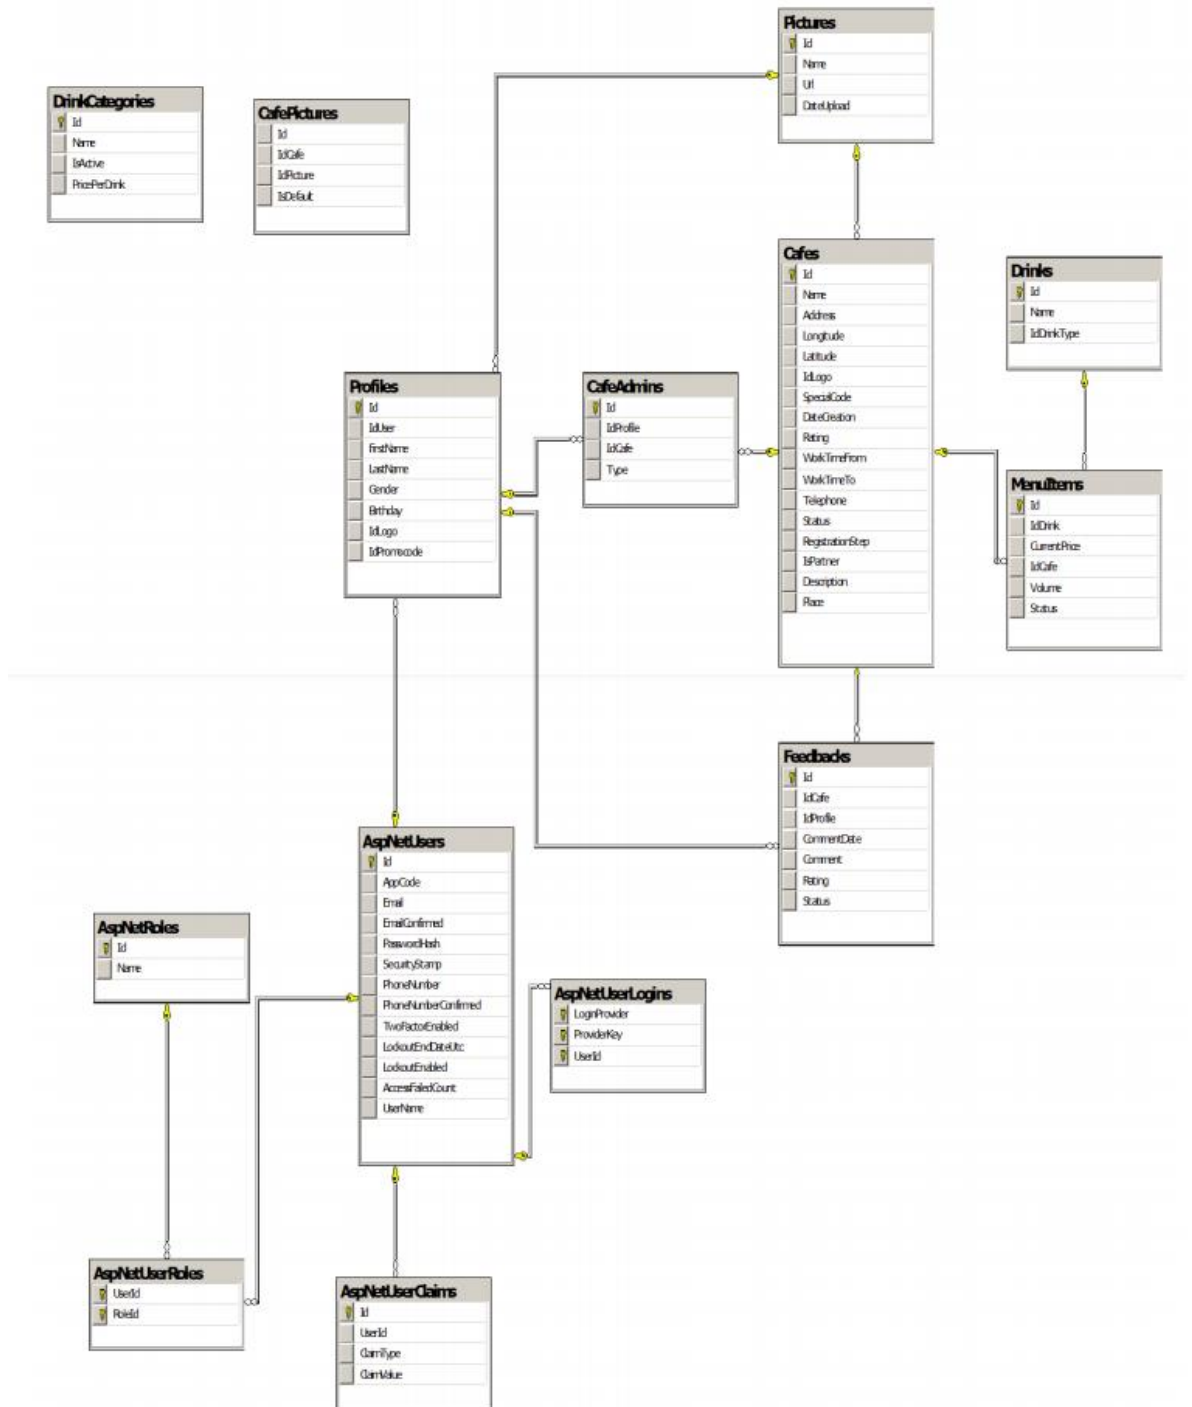 Pictures
Id
Name
Url
DateUpload
DrinkCategories
Id
Name
IsActive
PricePerDrink
CafePictures
Id
IdCafe
IdPicture
IsDefault
Cafes
Id
Name
Address
Longitude
Latitude
IdLogo
SpecialCode
DateCreation
Rating
WorkTimeFrom
WorkTimeTo
Telephone
Status
RegistrationStep
IsPartner
Description
Place
Drinks
Id
Name
IdDrinkType
Profiles
Id
IdUser
FirstName
LastName
Gender
Birthday
IdLogo
IdPromocode
CafeAdmins
Id
IdProfile
IdCafe
Type
MenuItems
Id
IdDrink
CurrentPrice
IdCafe
Volume
Status
Feedbacks
Id
IdCafe
IdProfile
CommentDate
Comment
Rating
Status
AspNetUsers
Id
AppCode
Email
EmailConfirmed
PasswordHash
SecurityStamp
PhoneNumber
PhoneNumberConfirmed
TwoFactorEnabled
LockoutEndDateUtc
LockoutEnabled
AccessFailedCount
UserName
AspNetRoles
Id
Name
AspNetUserLogins
LoginProvider
ProviderKey
UserId
AspNetUserRoles
UserId
RoleId
AspNetUserClaims
Id
UserId
ClaimType
ClaimValue